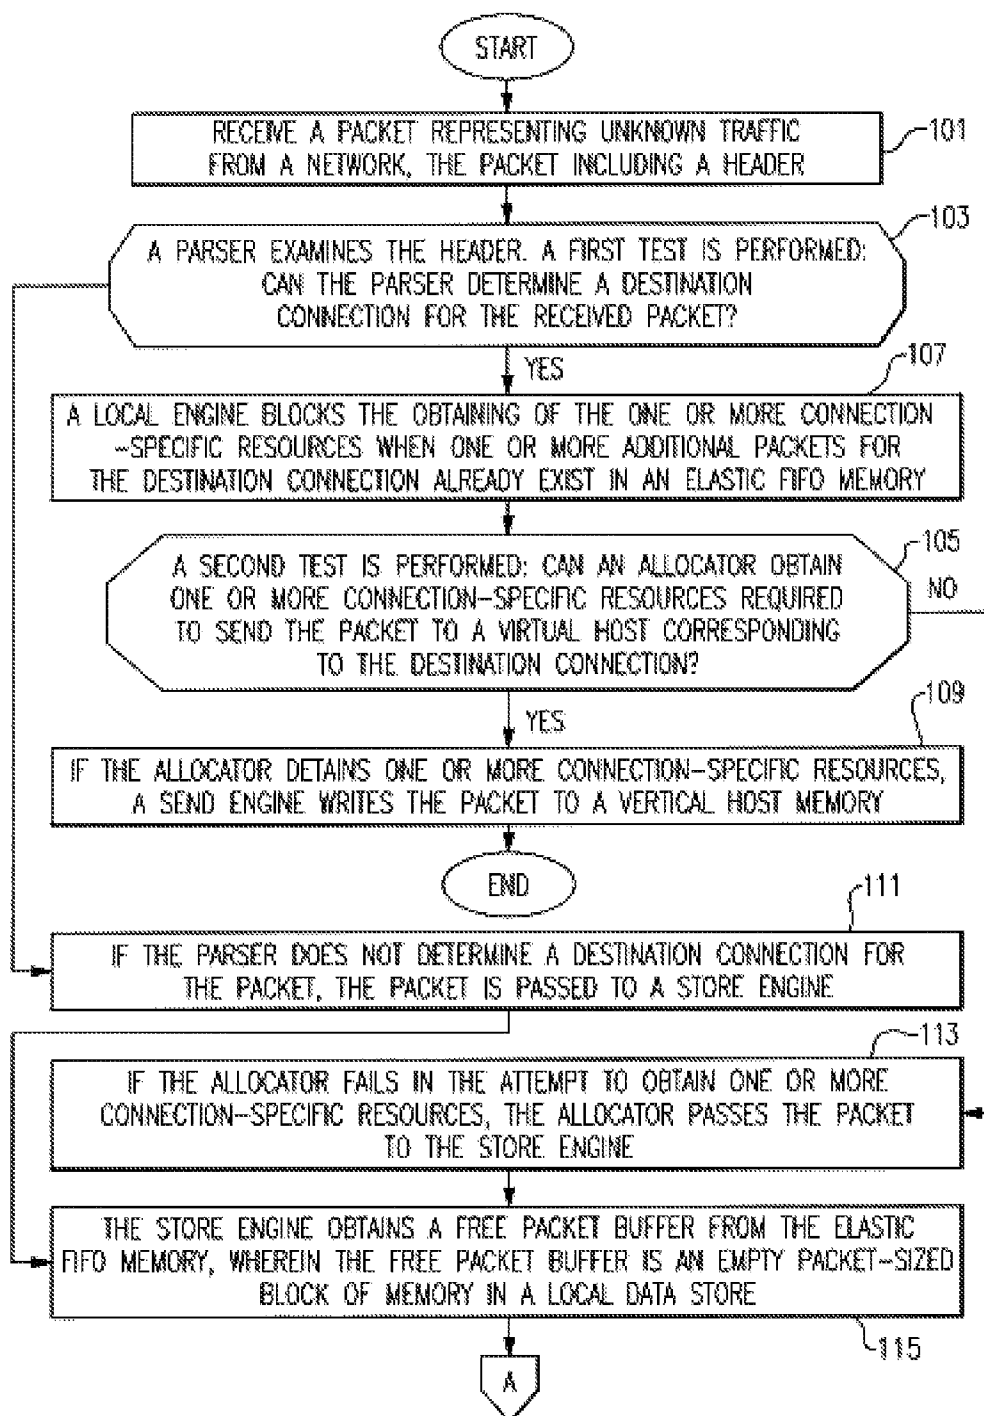 START
RECEIVE A PACKET REPRESENTING UNKNOWN TRAFFIC
FROM A NETWORK, THE PACKET INCLUDING A HEADER
101
A PARSER EXAMINES THE HEADER. A FIRST TEST IS PERFORMED:
CAN THE PARSER DETERMINE A DESTINATION
CONNECTION FOR THE RECEIVED PACKET?
103
YES
107
A LOCAL ENGINE BLOCKS THE OBTAINING OF THE ONE OR MORE CONNECTION
-SPECIFIC RESOURCES WHEN ONE OR MORE ADDITIONAL PACKETS FOR
THE DESTINATION CONNECTION ALREADY EXIST IN AN ELASTIC FIFO MEMORY
105
A SECOND TEST IS PERFORMED: CAN AN ALLOCATOR OBTAIN
ONE OR MORE CONNECTION-SPECIFIC RESOURCES REQUIRED
TO SEND THE PACKET TO A VIRTUAL HOST CORRESPONDING
TO THE DESTINATION CONNECTION?
NO
YES
109
IF THE ALLOCATOR DETAINS ONE OR MORE CONNECTION-SPECIFIC RESOURCES,
A SEND ENGINE WRITES THE PACKET TO A VERTICAL HOST MEMORY
END
111
IF THE PARSER DOES NOT DETERMINE A DESTINATION CONNECTION FOR
THE PACKET, THE PACKET IS PASSED TO A STORE ENGINE
113
IF THE ALLOCATOR FAILS IN THE ATTEMPT TO OBTAIN ONE OR MORE
CONNECTION-SPECIFIC RESOURCES, THE ALLOCATOR PASSES THE PACKET
TO THE STORE ENGINE
THE STORE ENGINE OBTAINS A FREE PACKET BUFFER FROM THE ELASTIC
FIFO MEMORY, WHEREIN THE FREE PACKET BUFFER IS AN EMPTY PACKET-SIZED
BLOCK OF MEMORY IN A LOCAL DATA STORE
115
A